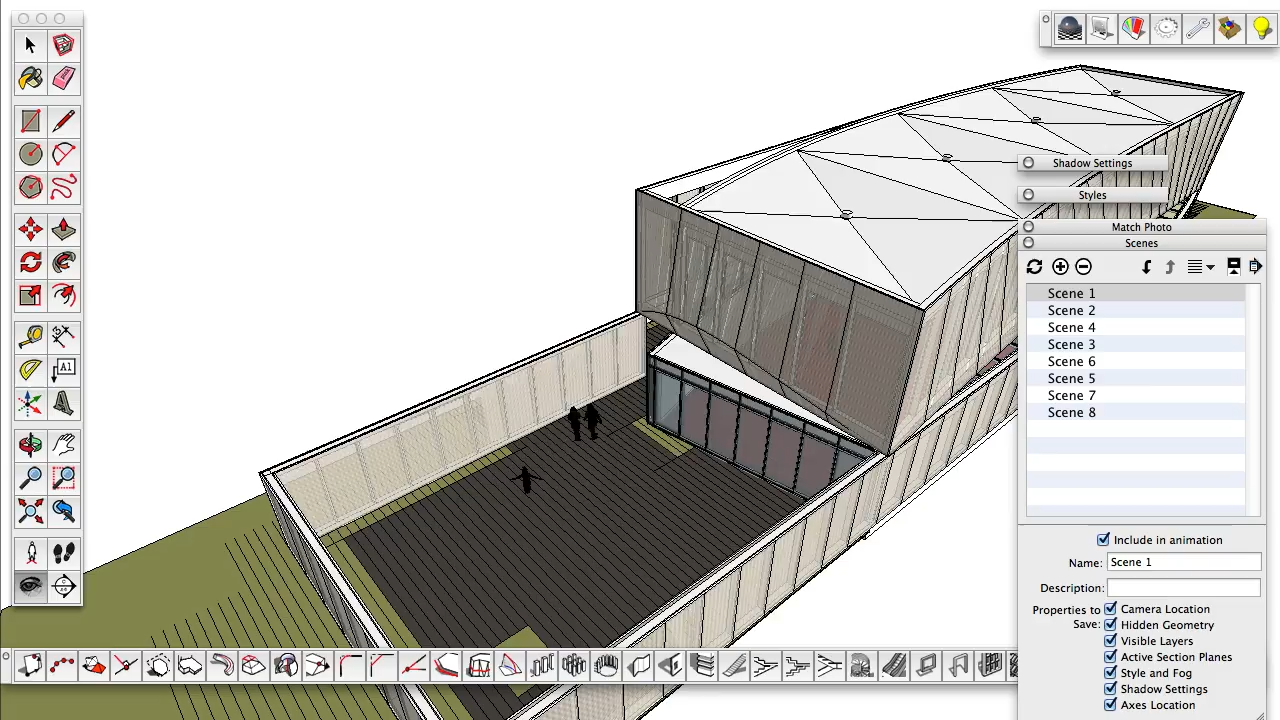 A1
Shadow Settings
Styles
Match Photo
Scenes
Scene 1
Scene 2
Scene 4
Scene 3
Scene 6
Scene 5
Scene 7
Scene 8
Include in animation
Name: Scene 1
Description:
Properties to Save:
Camera Location
Hidden Geometry
Visible Layers
Active Section Planes
Style and Fog
Shadow Settings
Axes Location